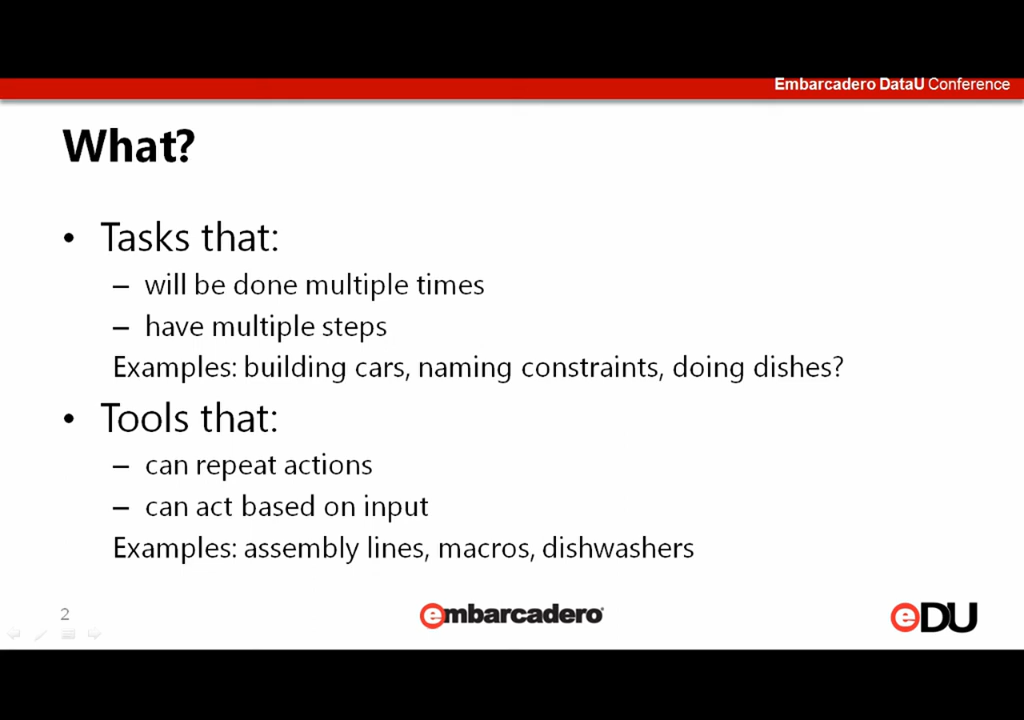 Embarcadero DataU Conference
What?
• Tasks that:
– will be done multiple times
– have multiple steps
Examples: building cars, naming constraints, doing dishes?
• Tools that:
– can repeat actions
– can act based on input
Examples: assembly lines, macros, dishwashers
2
embarcadero®
eDU